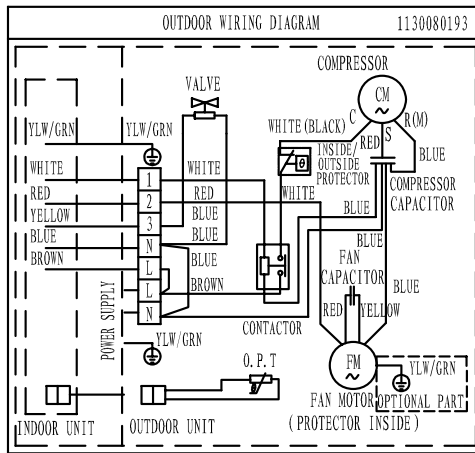 OUTDOOR WIRING DIAGRAM 1130080193
COMPRESSOR
VALVE
CM
C
R(M)
S
YLW/GRN
YLW/GRN
WHITE(BLACK)
RED
BLUE
INSIDE/
OUTSIDE
PROTECTOR
θ
COMPRESSOR
CAPACITOR
WHITE
1
WHITE
WHITE
RED
2
RED
BLUE
BLUE
YELLOW
3
BLUE
BLUE
N
BLUE
BLUE
BROWN
L
FAN
CAPACITOR
L
BROWN
BLUE
RED
YELLOW
N
POWER SUPPLY
CONTACTOR
YLW/GRN
O.P.T
θ
FM
YLW/GRN
OPTIONAL PART
FAN MOTOR
(PROTECTOR INSIDE)
INDOOR UNIT
OUTDOOR UNIT